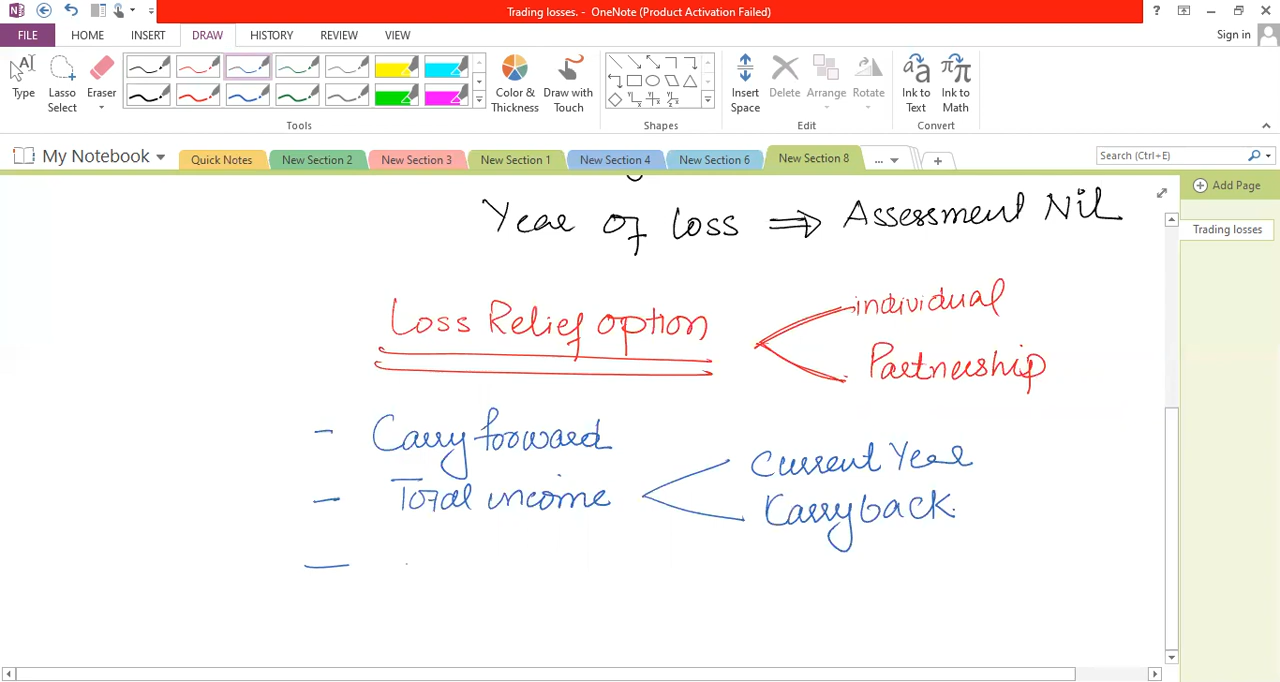 Trading losses. - OneNote (Product Activation Failed)
FILE HOME INSERT DRAW HISTORY REVIEW VIEW
Sign in
Type
Lasso Select
Eraser
Color & Thickness
Draw with Touch
Insert Space
Delete
Arrange
Rotate
Ink to Text
Ink to Math
Tools
Shapes
Edit
Convert
My Notebook
Quick Notes New Section 2 New Section 3 New Section 1 New Section 4 New Section 6 New Section 8 ...
Search (Ctrl+E)
Add Page
Trading losses
Year of loss ⇒ Assessment Nil
Loss Relief option
individual
Partnership
- Carry forward
- Total income
Current Year
Carry back.
-